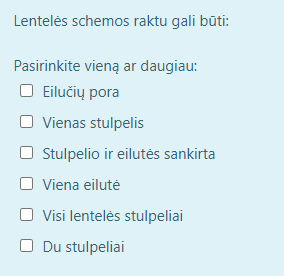 Lentelės schemos raktu gali būti:
Pasirinkite vieną ar daugiau:
Eilučių pora
Vienas stulpelis
Stulpelio ir eilutės sankirta
Viena eilutė
Visi lentelės stulpeliai
Du stulpeliai